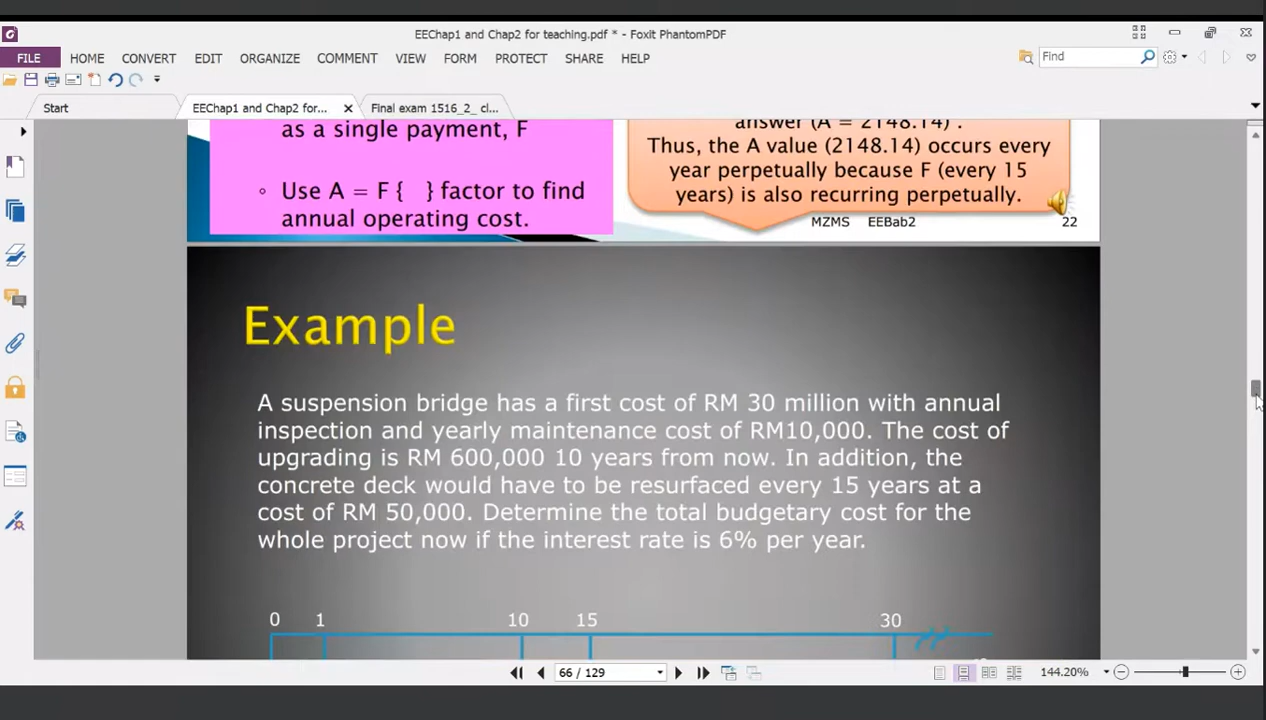 EEChap1 and Chap2 for teaching.pdf * - Foxit PhantomPDF
FILE HOME CONVERT EDIT ORGANIZE COMMENT VIEW FORM PROTECT SHARE HELP Find
Start EEChap1 and Chap2 for... Final exam 1516_2_ cl...
as a single payment, F
Use A = F { } factor to find
annual operating cost.
answer (A = 2148.14) .
Thus, the A value (2148.14) occurs every
year perpetually because F (every 15
years) is also recurring perpetually.
MZMS EEBab2 22
Example
A suspension bridge has a first cost of RM 30 million with annual
inspection and yearly maintenance cost of RM10,000. The cost of
upgrading is RM 600,000 10 years from now. In addition, the
concrete deck would have to be resurfaced every 15 years at a
cost of RM 50,000. Determine the total budgetary cost for the
whole project now if the interest rate is 6% per year.
0 1 10 15 30
66 / 129 144.20%